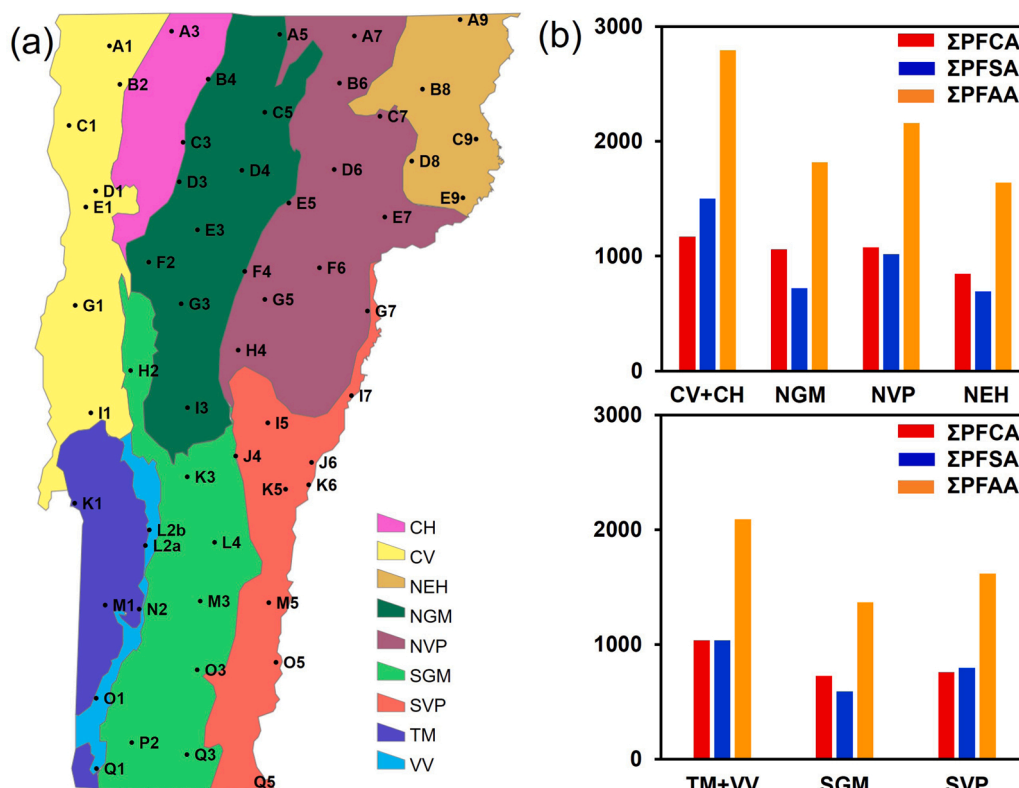 (a)
A1
A3
A5
A7
A9
B2
B4
B6
B8
C1
C3
C5
C7
C9
D1
D3
D4
D6
D8
E1
E3
E5
E7
E9
F2
F4
F6
G1
G3
G5
G7
H2
H4
I1
I3
I5
I7
J4
J6
K1
K3
K5
K6
L2b
L2a
L4
M1
N2
M3
M5
O1
O3
O5
P2
Q1
Q3
Q5
CH
CV
NEH
NGM
NVP
SGM
SVP
TM
VV
(b)
3000
2000
1000
0
ΣPFCA
ΣPFSA
ΣPFAA
CV+CH NGM NVP NEH
3000
2000
1000
0
ΣPFCA
ΣPFSA
ΣPFAA
TM+VV SGM SVP